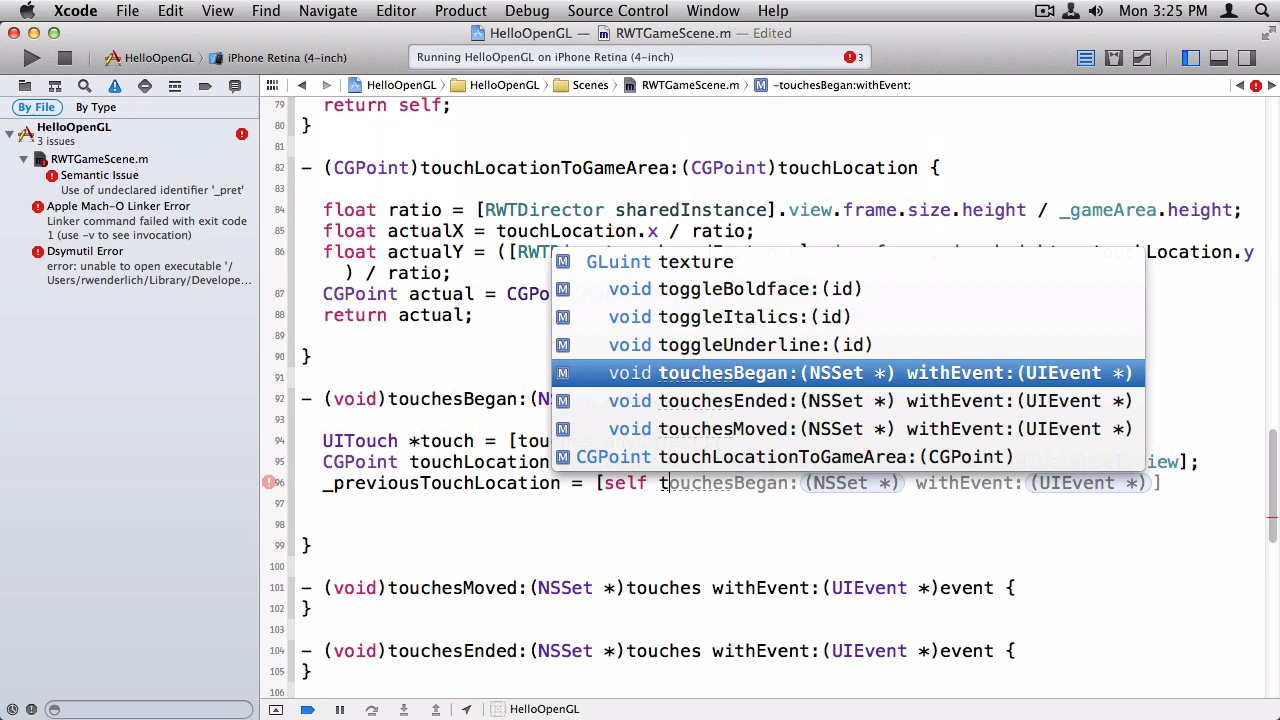 Xcode File Edit View Find Navigate Editor Product Debug Source Control Window Help Mon 3:25 PM
HelloOpenGL — RWTGameScene.m — Edited
HelloOpenGL iPhone Retina (4-inch) Running HelloOpenGL on iPhone Retina (4-inch) 3
HelloOpenGL HelloOpenGL Scenes RWTGameScene.m -touchesBegan:withEvent:
By File By Type
HelloOpenGL
3 issues
RWTGameScene.m
Semantic Issue
Use of undeclared identifier '_pret'
Apple Mach-O Linker Error
Linker command failed with exit code
1 (use -v to see invocation)
Dsymutil Error
error: unable to open executable '/
Users/rwenderlich/Library/Develope...
79 return self;
80 }
81
82 - (CGPoint)touchLocationToGameArea:(CGPoint)touchLocation {
83
84 float ratio = [RWTDirector sharedInstance].view.frame.size.height / _gameArea.height;
85 float actualX = touchLocation.x / ratio;
86 float actualY = ([RWT touchLocation.y
) / ratio;
87 CGPoint actual = CGPo
88 return actual;
89
90 }
91
92 - (void)touchesBegan:(NS
93
94 UITouch *touch = [touches
95 CGPoint touchLocation iew];
96 _previousTouchLocation = [self touchesBegan:(NSSet *) withEvent:(UIEvent *)]
97
98
99 }
100
101 - (void)touchesMoved:(NSSet *)touches withEvent:(UIEvent *)event {
102 }
103
104 - (void)touchesEnded:(NSSet *)touches withEvent:(UIEvent *)event {
105 }
106
M GLuint texture
M void toggleBoldface:(id)
M void toggleItalics:(id)
M void toggleUnderline:(id)
M void touchesBegan:(NSSet *) withEvent:(UIEvent *)
M void touchesEnded:(NSSet *) withEvent:(UIEvent *)
M void touchesMoved:(NSSet *) withEvent:(UIEvent *)
M CGPoint touchLocationToGameArea:(CGPoint)
HelloOpenGL